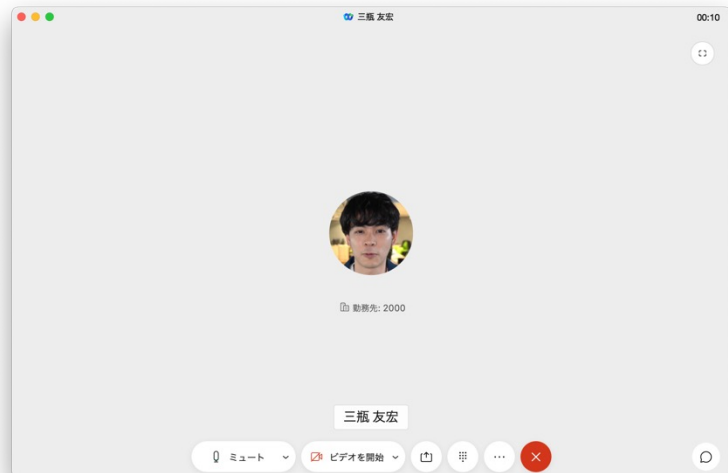 三瓶 友宏
00:10
勤務先: 2000
三瓶 友宏
ミュート
ビデオを開始